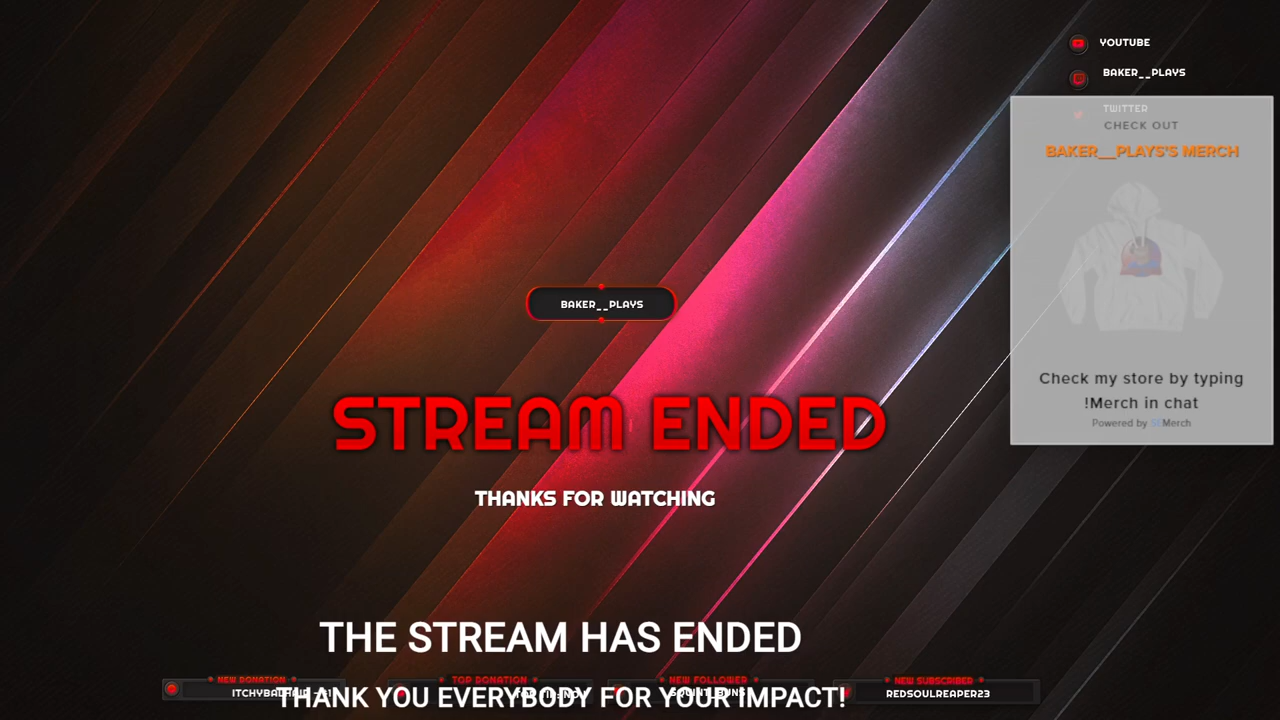 YOUTUBE
BAKER__PLAYS
TWITTER
CHECK OUT
BAKER__PLAYS'S MERCH
BAKER__PLAYS
Check my store by typing
!Merch in chat
Powered by SEMerch
STREAM ENDED
THANKS FOR WATCHING
THE STREAM HAS ENDED
NEW DONATION
TOP DONATION
NEW FOLLOWER
NEW SUBSCRIBER
REDSOULREAPER23
THANK YOU EVERYBODY FOR YOUR IMPACT!